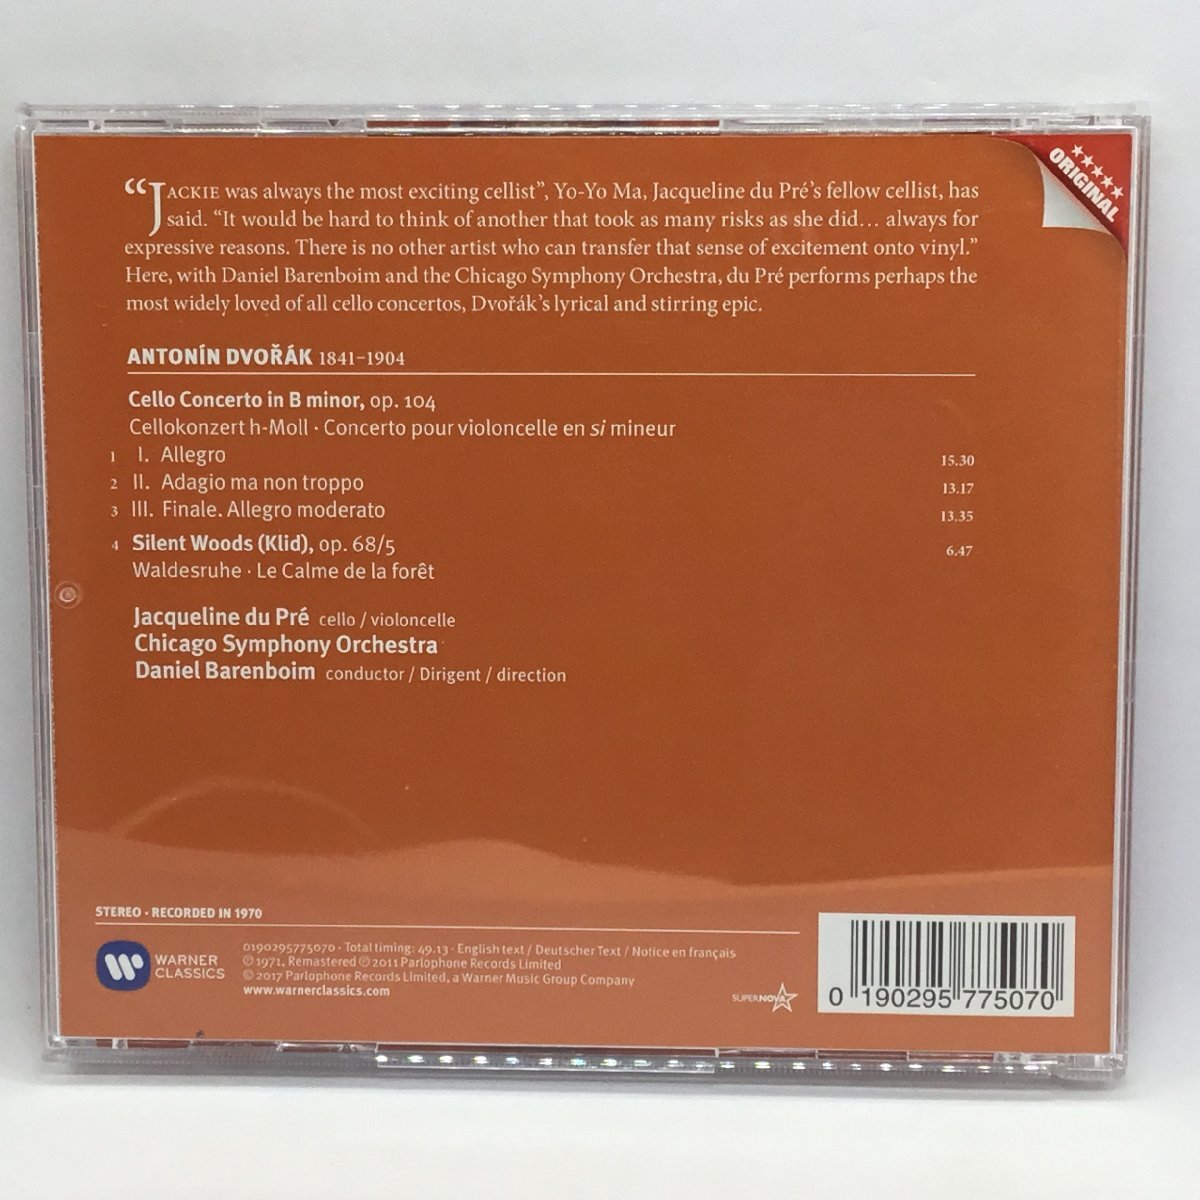 ORIGINAL
“JACKIE was always the most exciting cellist”, Yo-Yo Ma, Jacqueline du Pré’s fellow cellist, has
said. “It would be hard to think of another that took as many risks as she did… always for
expressive reasons. There is no other artist who can transfer that sense of excitement onto vinyl.”
Here, with Daniel Barenboim and the Chicago Symphony Orchestra, du Pré performs perhaps the
most widely loved of all cello concertos, Dvořák’s lyrical and stirring epic.
ANTONÍN DVOŘÁK 1841–1904
Cello Concerto in B minor, op. 104
Cellokonzert h-Moll · Concerto pour violoncelle en si mineur
1 I. Allegro 15.30
2 II. Adagio ma non troppo 13.17
3 III. Finale. Allegro moderato 13.35
4 Silent Woods (Klid), op. 68/5 6.47
Waldesruhe · Le Calme de la forêt
Jacqueline du Pré cello / violoncelle
Chicago Symphony Orchestra
Daniel Barenboim conductor / Dirigent / direction
STEREO · RECORDED IN 1970
WARNER
CLASSICS
0190295775070 · Total timing: 49.13 · English text / Deutscher Text / Notice en français
℗ 1971, Remastered ℗ 2011 Parlophone Records Limited
© 2017 Parlophone Records Limited, a Warner Music Group Company
www.warnerclassics.com
SUPERNOVA
0 190295 775070